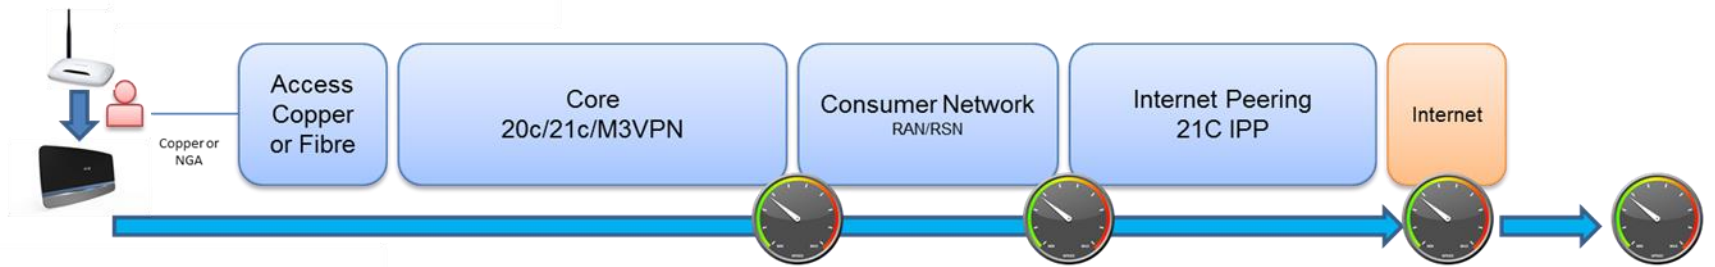 Copper or
NGA
Access
Copper
or Fibre
Core
20c/21c/M3VPN
Consumer Network
RAN/RSN
Internet Peering
21C IPP
Internet